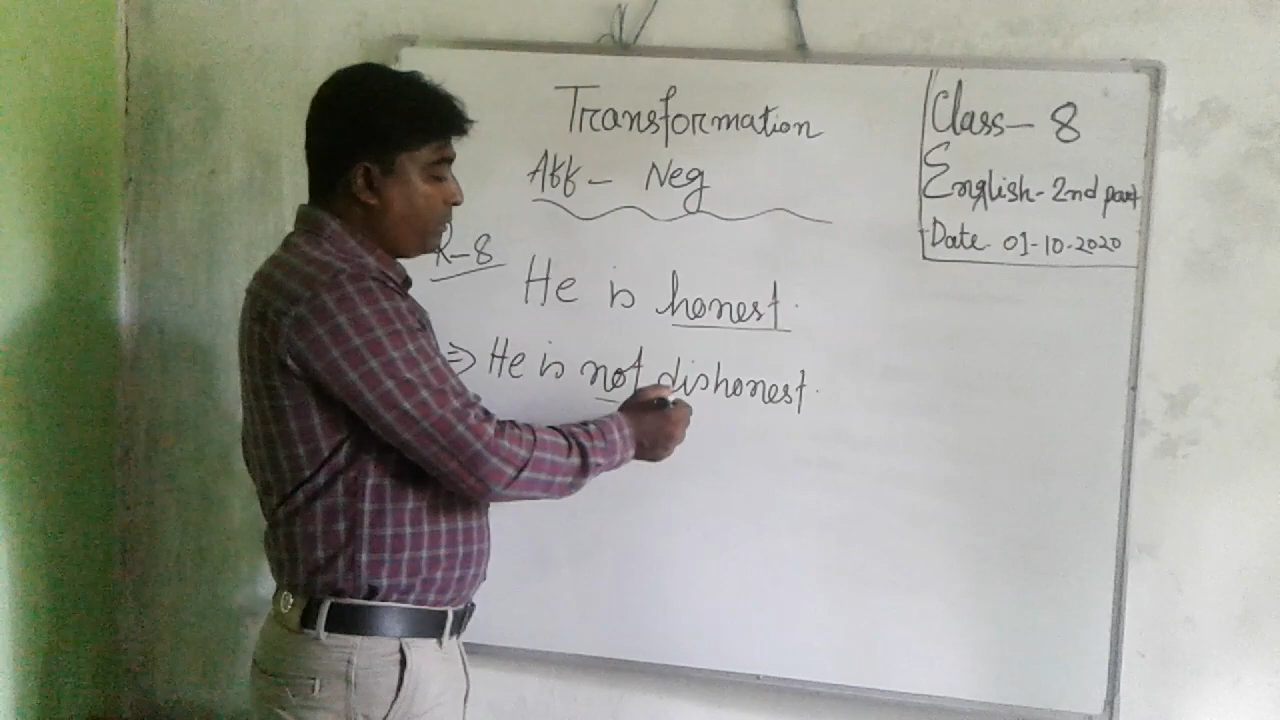 Transformation
Aff - Neg
R-8
He is honest.
⇒ He is not dishonest.
Class- 8
English- 2nd part
Date- 01-10-2020